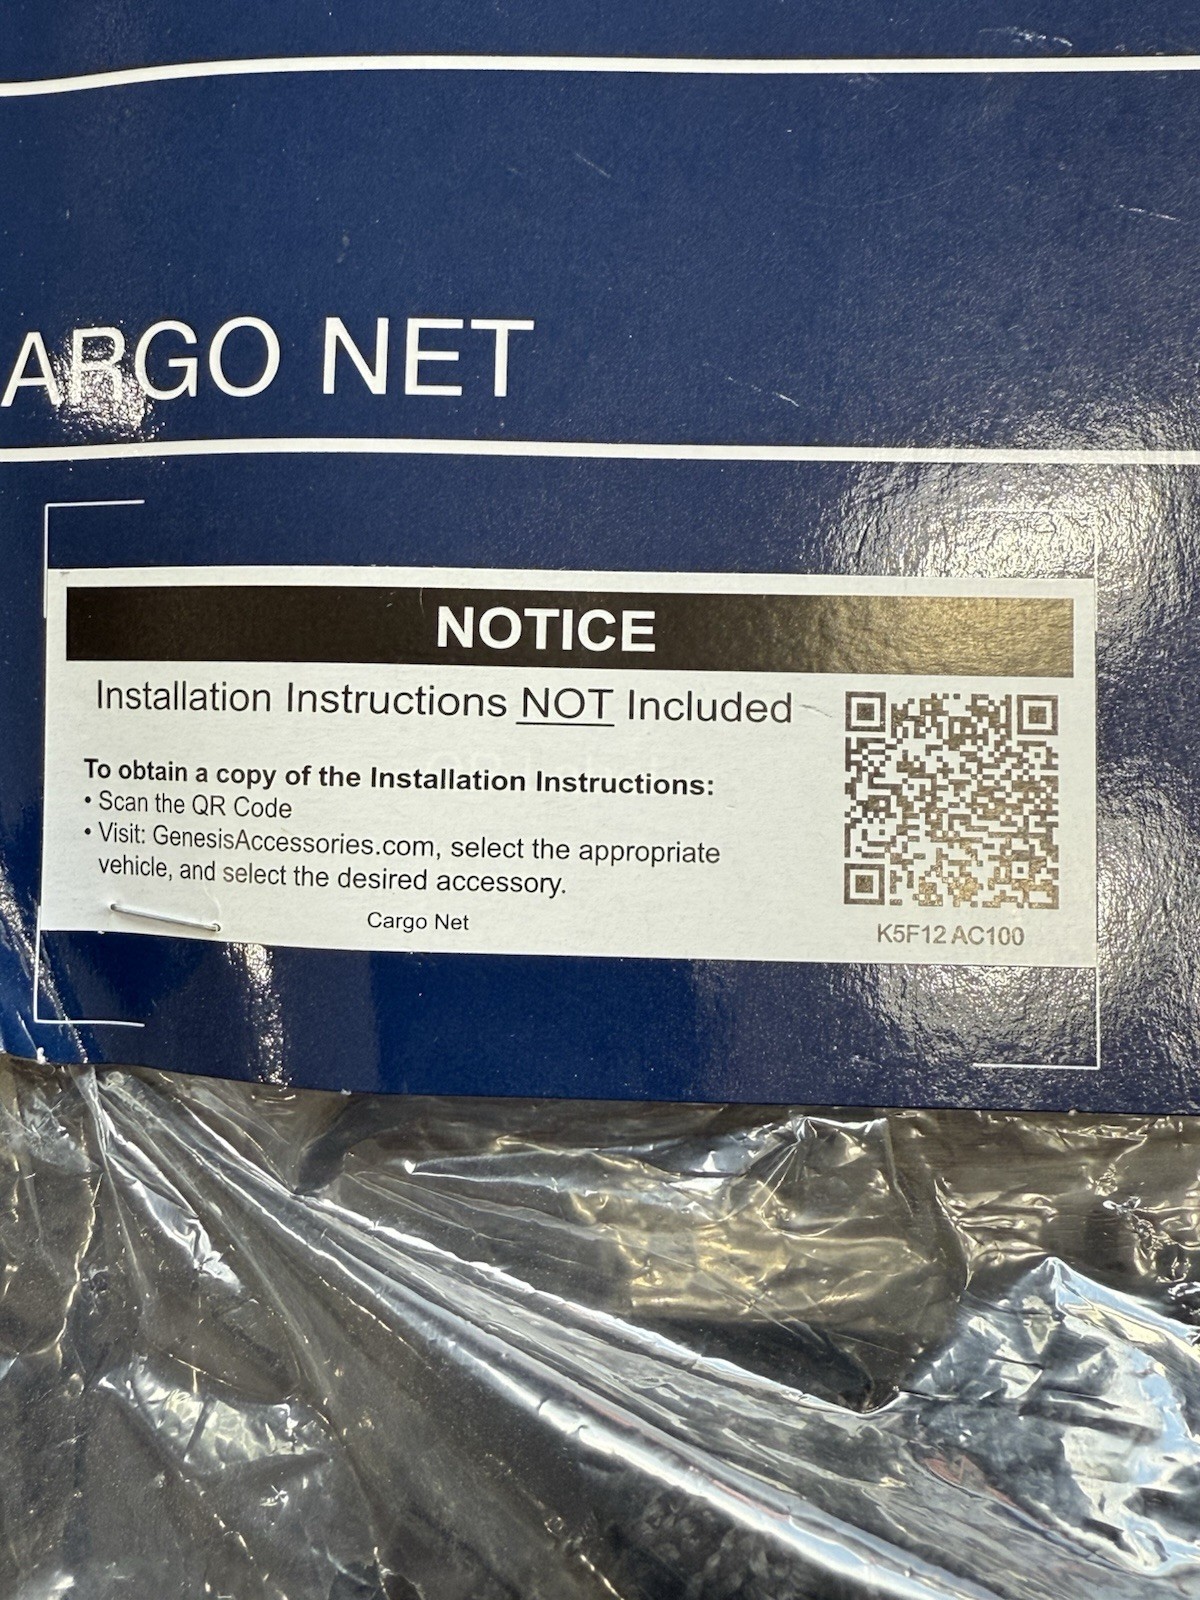 ARGO NET
NOTICE
Installation Instructions NOT Included
To obtain a copy of the Installation Instructions:
• Scan the QR Code
• Visit: GenesisAccessories.com, select the appropriate
vehicle, and select the desired accessory.
Cargo Net
K5F12 AC100